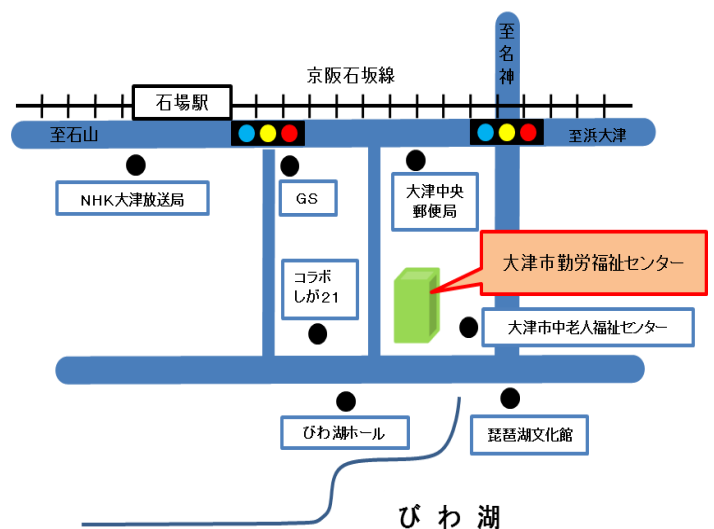 至名神
京阪石坂線
石場駅
至石山
至浜大津
NHK大津放送局
GS
大津中央
郵便局
大津市勤労福祉センター
コラボ
しが21
大津市中老人福祉センター
びわ湖ホール
琵琶湖文化館
びわ湖